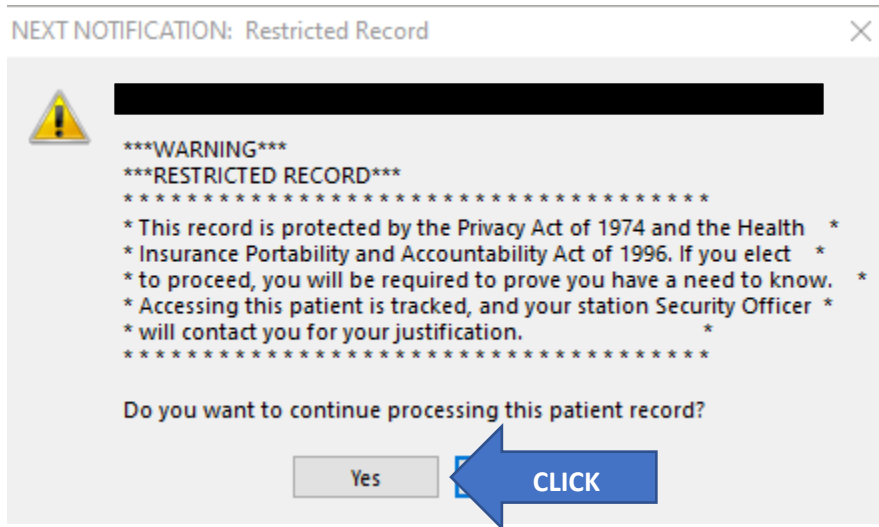 NEXT NOTIFICATION: Restricted Record
***WARNING***
***RESTRICTED RECORD***
* * * * * * * * * * * * * * * * * * * * * * * * * * * * * * * * * * * * *
* This record is protected by the Privacy Act of 1974 and the Health *
* Insurance Portability and Accountability Act of 1996. If you elect *
* to proceed, you will be required to prove you have a need to know. *
* Accessing this patient is tracked, and your station Security Officer *
* will contact you for your justification. *
* * * * * * * * * * * * * * * * * * * * * * * * * * * * * * * * * * * * *
Do you want to continue processing this patient record?
Yes
CLICK